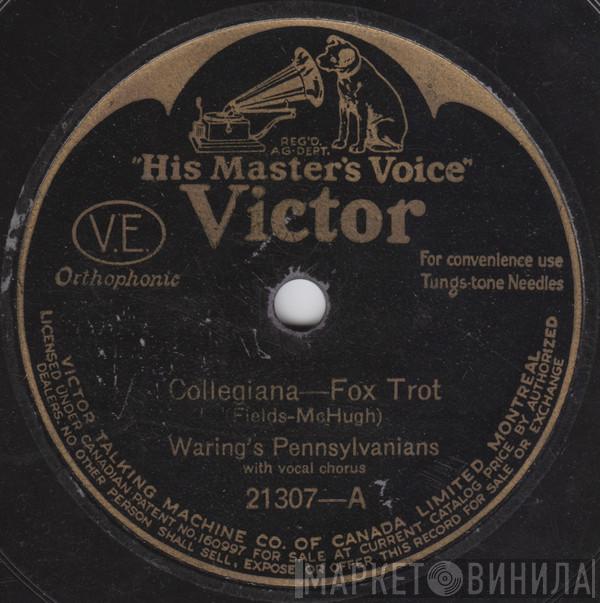 REG'D.
AG-DEPT.
"His Master's Voice"
Victor
V.E.
Orthophonic
For convenience use
Tungs-tone Needles
Collegiana—Fox Trot
(Fields-McHugh)
Waring's Pennsylvanians
with vocal chorus
21307—A
VICTOR TALKING MACHINE CO. OF CANADA, LIMITED, MONTREAL
LICENSED UNDER CANADIAN PATENT NO. 160997 FOR SALE AT CURRENT CATALOG PRICE BY AUTHORIZED
DEALERS. NO OTHER PERSON SHALL SELL, EXPOSE OR OFFER THIS RECORD FOR SALE OR EXCHANGE
МАРКЕТ ВИНИЛА